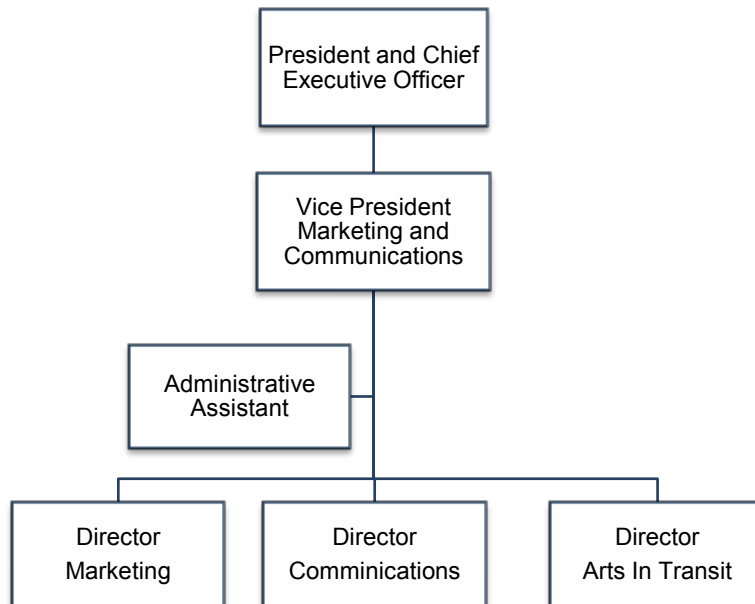 President and Chief
Executive Officer
Vice President
Marketing and
Communications
Administrative
Assistant
Director
Marketing
Director
Comminications
Director
Arts In Transit